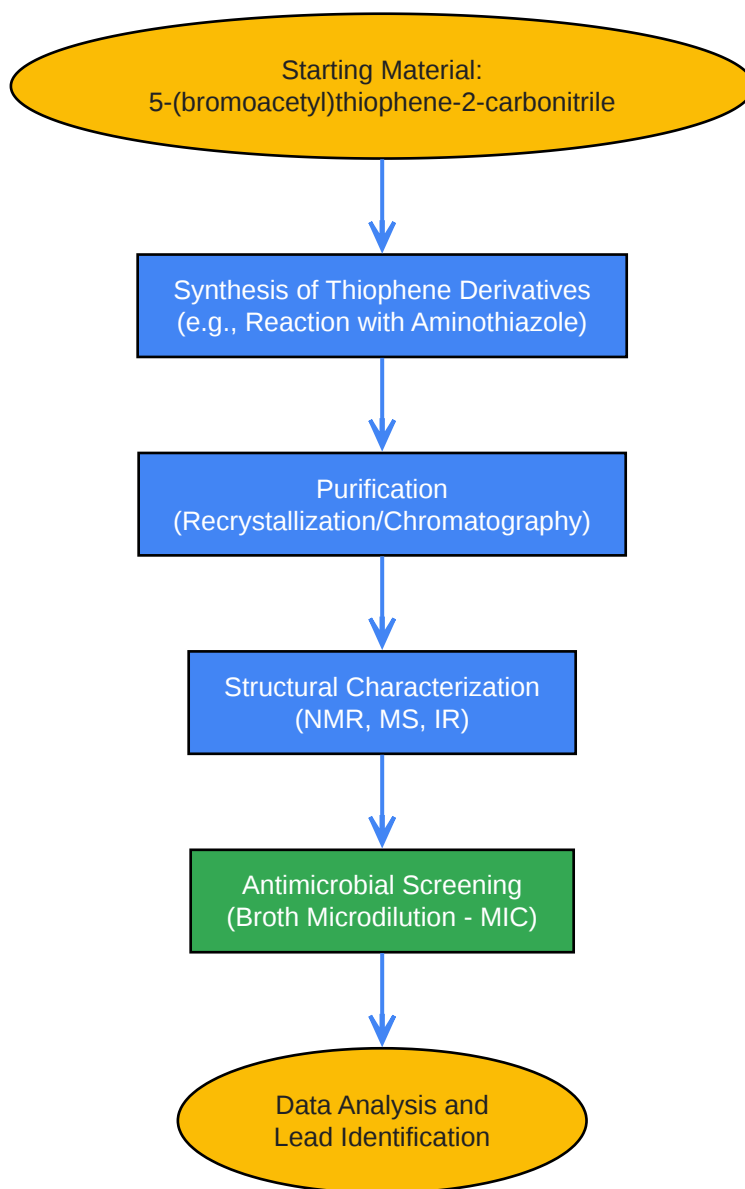 Starting Material:
5-(bromoacetyl)thiophene-2-carbonitrile
Synthesis of Thiophene Derivatives
(e.g., Reaction with Aminothiazole)
Purification
(Recrystallization/Chromatography)
Structural Characterization
(NMR, MS, IR)
Antimicrobial Screening
(Broth Microdilution - MIC)
Data Analysis and
Lead Identification